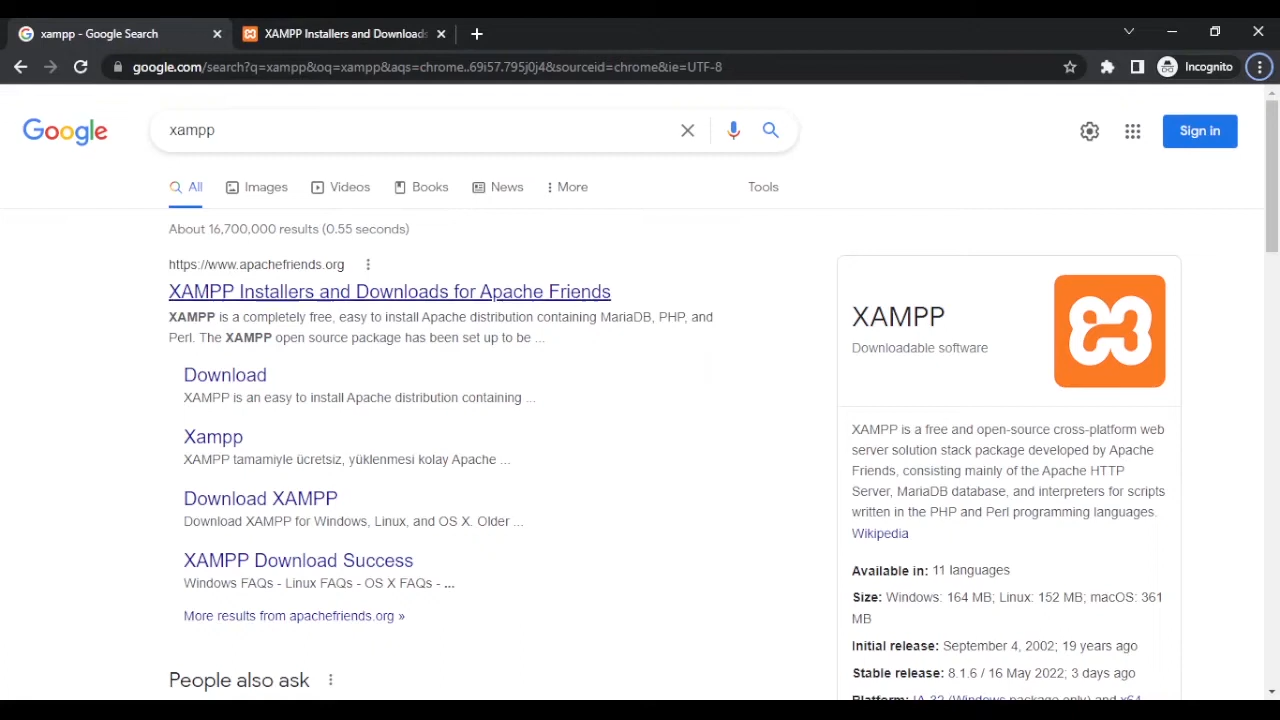 xampp - Google Search
XAMPP Installers and Downloads
google.com/search?q=xampp&oq=xampp&aqs=chrome..69i57.795j0j4&sourceid=chrome&ie=UTF-8
Incognito
Google
xampp
Sign in
All
Images
Videos
Books
News
More
Tools
About 16,700,000 results (0.55 seconds)
https://www.apachefriends.org
XAMPP Installers and Downloads for Apache Friends
XAMPP is a completely free, easy to install Apache distribution containing MariaDB, PHP, and
Perl. The XAMPP open source package has been set up to be ...
Download
XAMPP is an easy to install Apache distribution containing ...
Xampp
XAMPP tamamiyle ücretsiz, yüklenmesi kolay Apache ...
Download XAMPP
Download XAMPP for Windows, Linux, and OS X. Older ...
XAMPP Download Success
Windows FAQs - Linux FAQs - OS X FAQs - ...
More results from apachefriends.org »
People also ask
XAMPP
Downloadable software
XAMPP is a free and open-source cross-platform web
server solution stack package developed by Apache
Friends, consisting mainly of the Apache HTTP
Server, MariaDB database, and interpreters for scripts
written in the PHP and Perl programming languages.
Wikipedia
Available in: 11 languages
Size: Windows: 164 MB; Linux: 152 MB; macOS: 361
MB
Initial release: September 4, 2002; 19 years ago
Stable release: 8.1.6 / 16 May 2022; 3 days ago
Platform: IA-32 (Windows package only) and x64